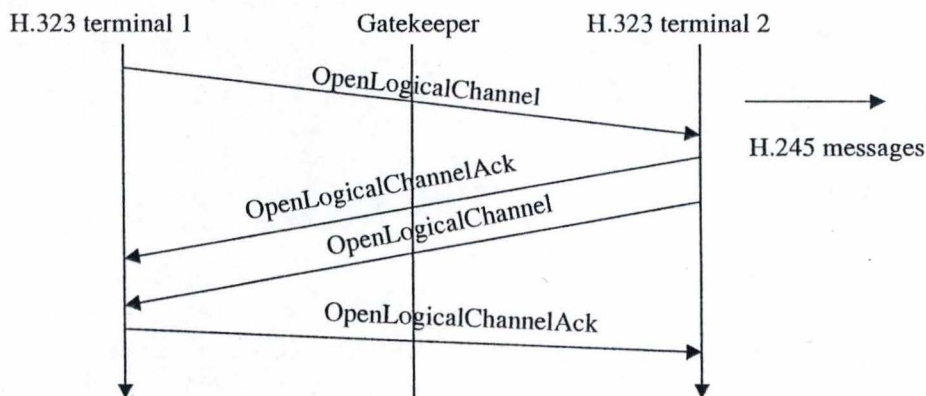 H.323 terminal 1
Gatekeeper
H.323 terminal 2
OpenLogicalChannel
H.245 messages
OpenLogicalChannelAck
OpenLogicalChannel
OpenLogicalChannelAck